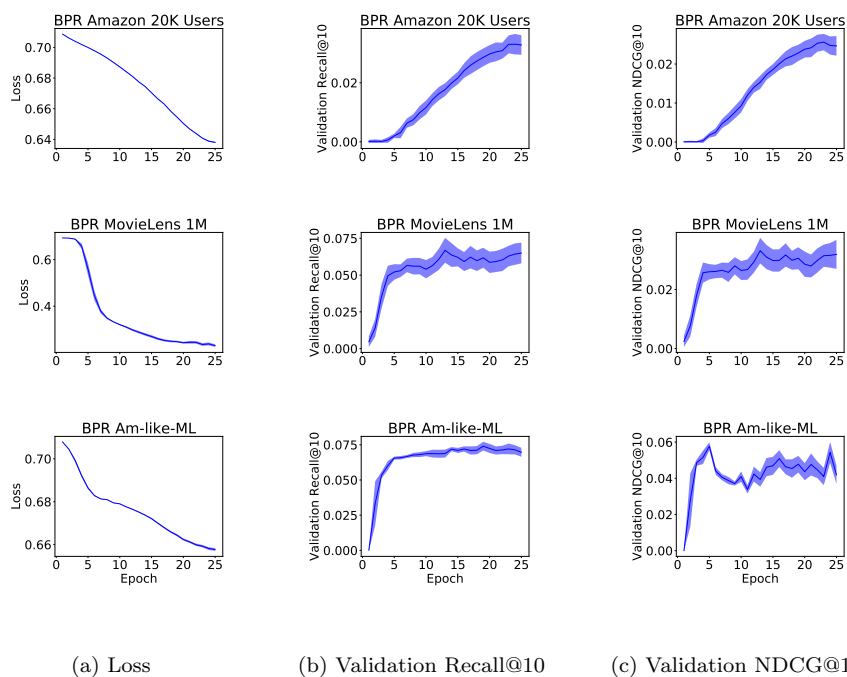 BPR Amazon 20K Users BPR Amazon 20K Users BPR Amazon 20K Users
Loss
0.70
0.68
0.66
0.64
0 5 10 15 20 25
Validation Recall@10
0.02
0.00
0 5 10 15 20 25
Validation NDCG@10
0.02
0.01
0.00
0 5 10 15 20 25
BPR MovieLens 1M BPR MovieLens 1M BPR MovieLens 1M
Loss
0.6
0.4
0 5 10 15 20 25
Validation Recall@10
0.075
0.050
0.025
0.000
0 5 10 15 20 25
Validation NDCG@10
0.02
0.00
0 5 10 15 20 25
BPR Am-like-ML BPR Am-like-ML BPR Am-like-ML
Loss
0.70
0.68
0.66
0 5 10 15 20 25
Epoch
Validation Recall@10
0.075
0.050
0.025
0.000
0 5 10 15 20 25
Epoch
Validation NDCG@10
0.06
0.04
0.02
0.00
0 5 10 15 20 25
Epoch
(a) Loss (b) Validation Recall@10 (c) Validation NDCG@1